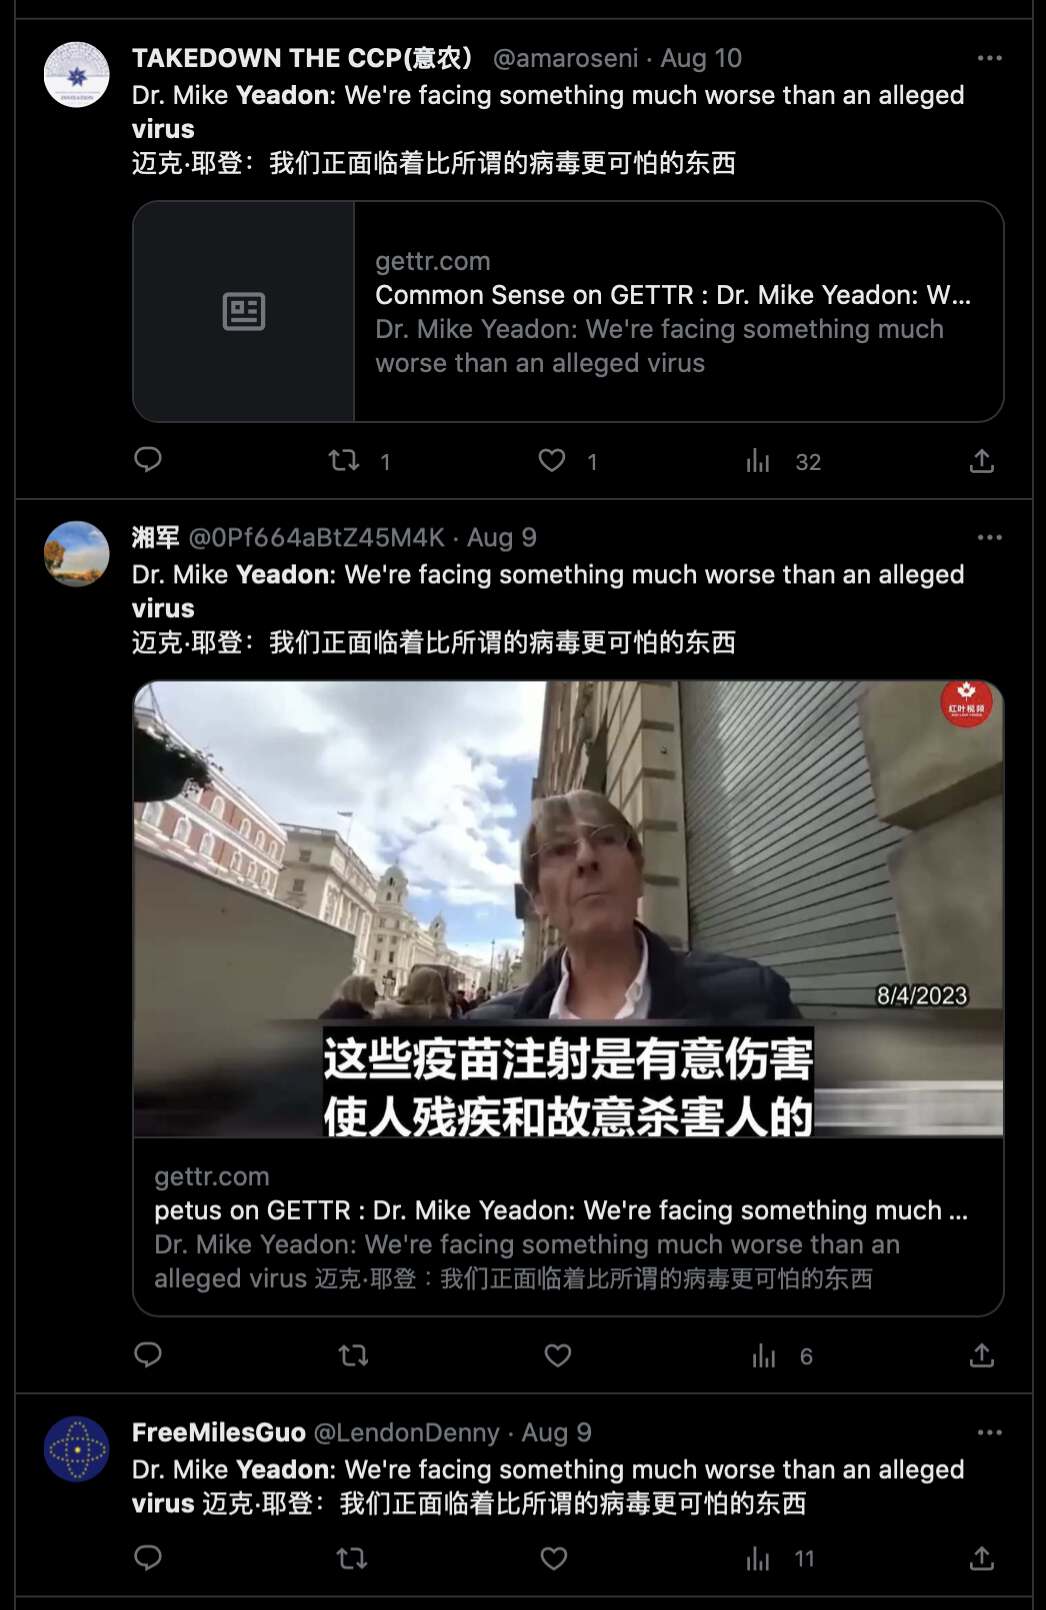 TAKEDOWN THE CCP(意农） @amaroseni · Aug 10
Dr. Mike Yeadon: We're facing something much worse than an alleged
virus
迈克·耶登：我们正面临着比所谓的病毒更可怕的东西
gettr.com
Common Sense on GETTR : Dr. Mike Yeadon: W...
Dr. Mike Yeadon: We're facing something much
worse than an alleged virus
1 1 32
湘军 @0Pf664aBtZ45M4K · Aug 9
Dr. Mike Yeadon: We're facing something much worse than an alleged
virus
迈克·耶登：我们正面临着比所谓的病毒更可怕的东西
红叶视频
8/4/2023
这些疫苗注射是有意伤害
使人残疾和故意杀害人的
gettr.com
petus on GETTR : Dr. Mike Yeadon: We're facing something much ...
Dr. Mike Yeadon: We're facing something much worse than an
alleged virus 迈克·耶登：我们正面临着比所谓的病毒更可怕的东西
6
FreeMilesGuo @LendonDenny · Aug 9
Dr. Mike Yeadon: We're facing something much worse than an alleged
virus 迈克·耶登：我们正面临着比所谓的病毒更可怕的东西
11